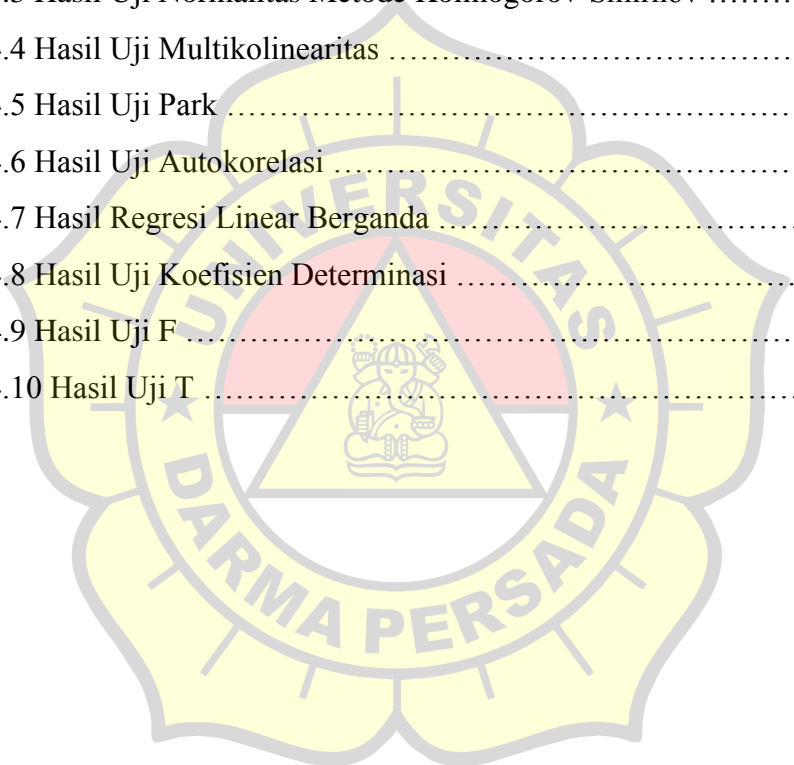 .3 Hasil Uji Normalitas Metode Kolmogorov-Smirnov ………
.4 Hasil Uji Multikolinearitas ……………………………………….
.5 Hasil Uji Park ……………………………………………………….
.6 Hasil Uji Autokorelasi …………………………………………….
.7 Hasil Regresi Linear Berganda ………………………………….
.8 Hasil Uji Koefisien Determinasi ……………………………….
.9 Hasil Uji F …………………………………………………………….
.10 Hasil Uji T ………………………………………………………….
UNIVERSITAS
DARMA PERSADA